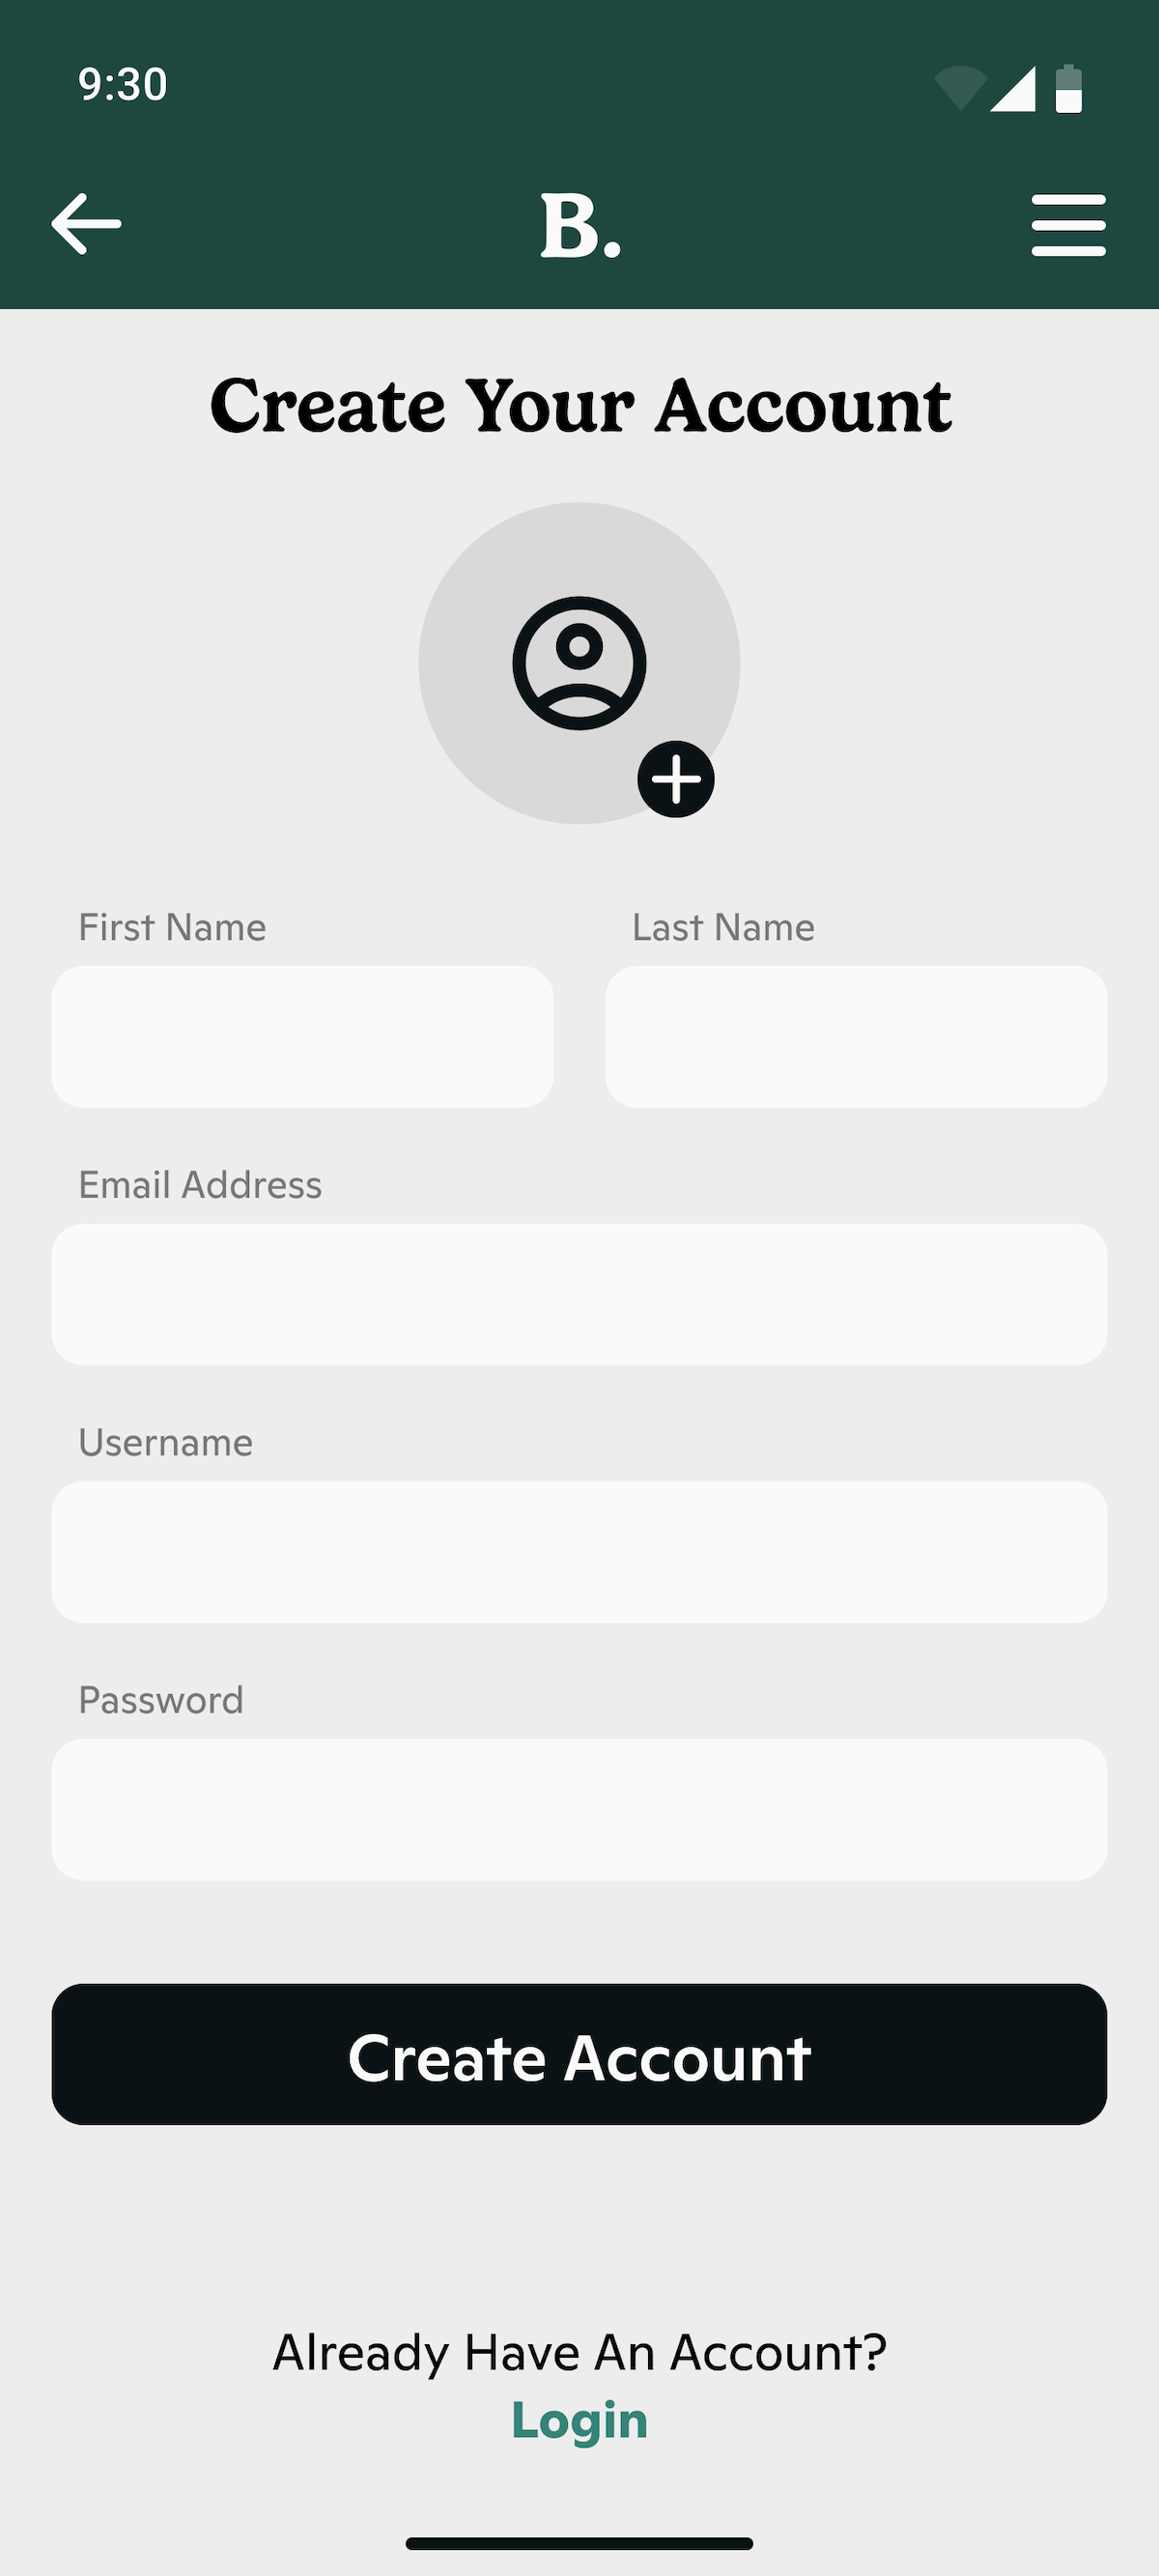 9:30
B.
Create Your Account
First Name Last Name
Email Address
Username
Password
Create Account
Already Have An Account?
Login